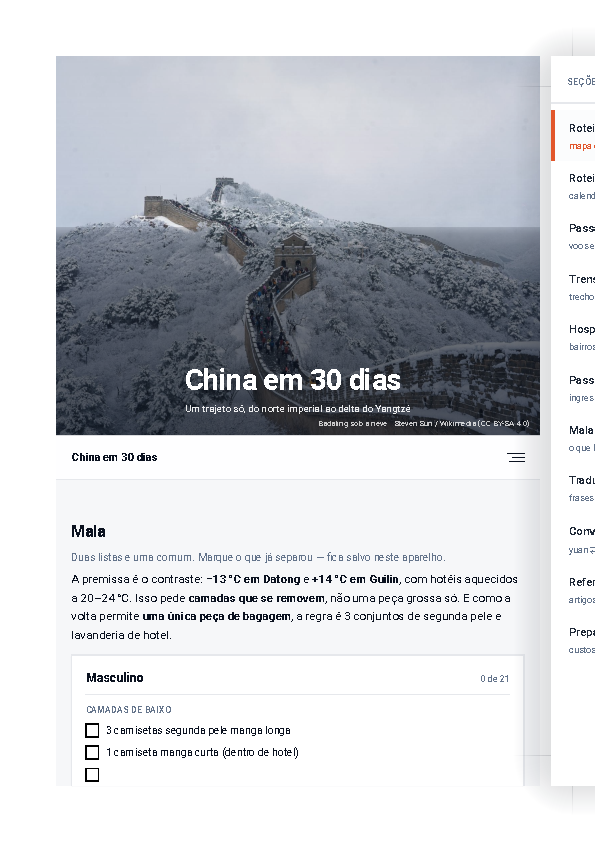 China em 30 dias
Um trajeto só, do norte imperial ao delta do Yangtzé
Badaling sob a neve · Steven Sun / Wikimedia (CC BY-SA 4.0)
China em 30 dias
Mala
Duas listas e uma comum. Marque o que já separou — fica salvo neste aparelho.
A premissa é o contraste: −13 °C em Datong e +14 °C em Guilin, com hotéis aquecidos
a 20–24 °C. Isso pede camadas que se removem, não uma peça grossa só. E como a
volta permite uma única peça de bagagem, a regra é 3 conjuntos de segunda pele e
lavanderia de hotel.
Masculino
0 de 21
CAMADAS DE BAIXO
3 camisetas segunda pele manga longa
1 camiseta manga curta (dentro de hotel)
SEÇÕE
Rotei
mapa
Rotei
calend
Pass
voo se
Tren
trecho
Hosp
bairros
Pass
ingres
Mala
o que
Tradu
frases
Conv
yuan
Refer
artigos
Prepa
custos